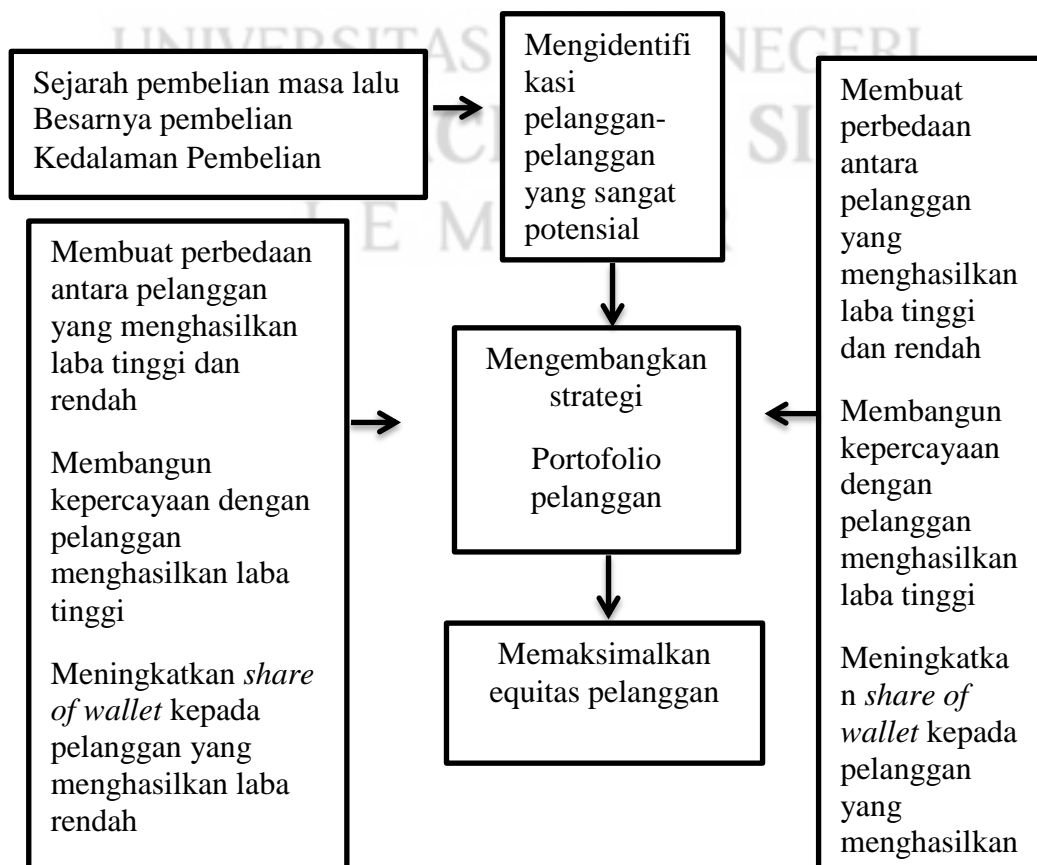 UNIVERSITAS NEGERI
Sejarah pembelian masa lalu
Besarnya pembelian
Kedalaman Pembelian
Mengidentifi
kasi
pelanggan-
pelanggan
yang sangat
potensial
Membuat perbedaan
antara pelanggan
yang menghasilkan
laba tinggi dan
rendah
Membangun
kepercayaan dengan
pelanggan
menghasilkan laba
tinggi
Meningkatkan share
of wallet kepada
pelanggan yang
menghasilkan laba
rendah
Mengembangkan
strategi
Portofolio
pelanggan
Memaksimalkan
equitas pelanggan
Membuat
perbedaan
antara
pelanggan
yang
menghasilkan
laba tinggi
dan rendah
Membangun
kepercayaan
dengan
pelanggan
menghasilkan
laba tinggi
Meningkatka
n share of
wallet kepada
pelanggan
yang
menghasilkan